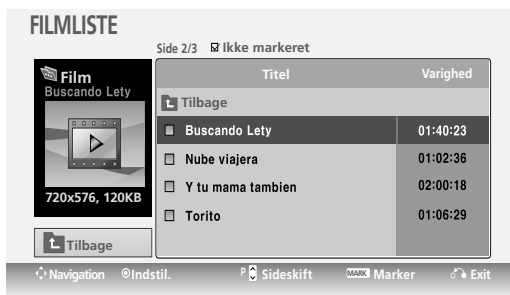 FILMLISTE
Side 2/3 Ikke markeret
Film
Buscando Lety
720x576, 120KB
Tilbage
Titel Varighed
Tilbage
Buscando Lety 01:40:23
Nube viajera 01:02:36
Y tu mama tambien 02:00:18
Torito 01:06:29
Navigation Indstil. P Sideskift MARK Marker Exit